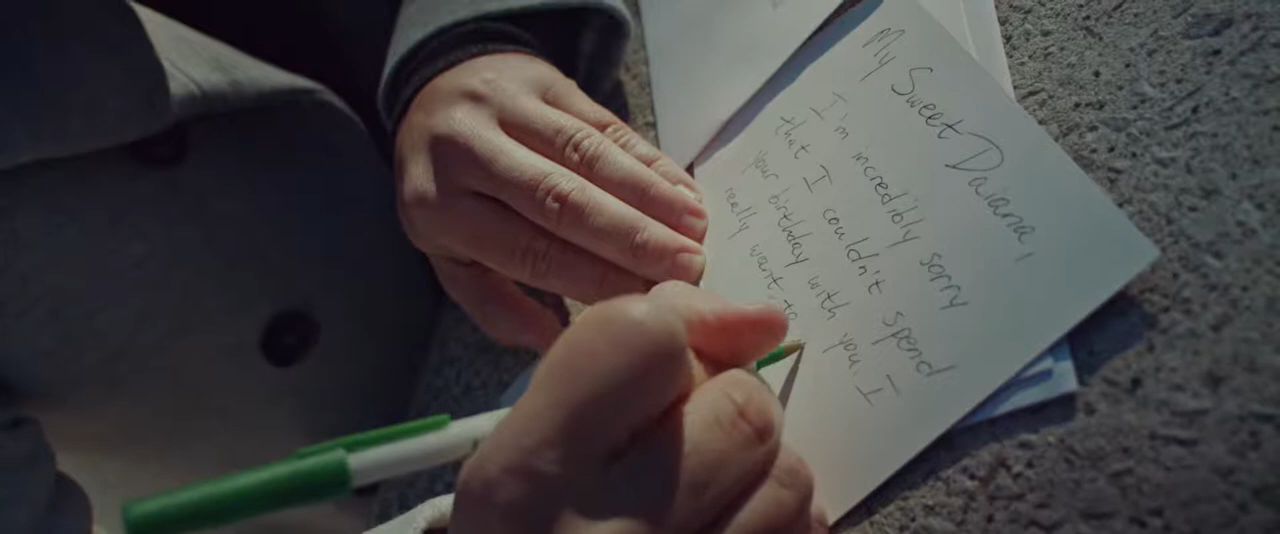 My Sweet Daiana,
I'm incredibly sorry
that I couldn't spend
your birthday with you. I
really want to